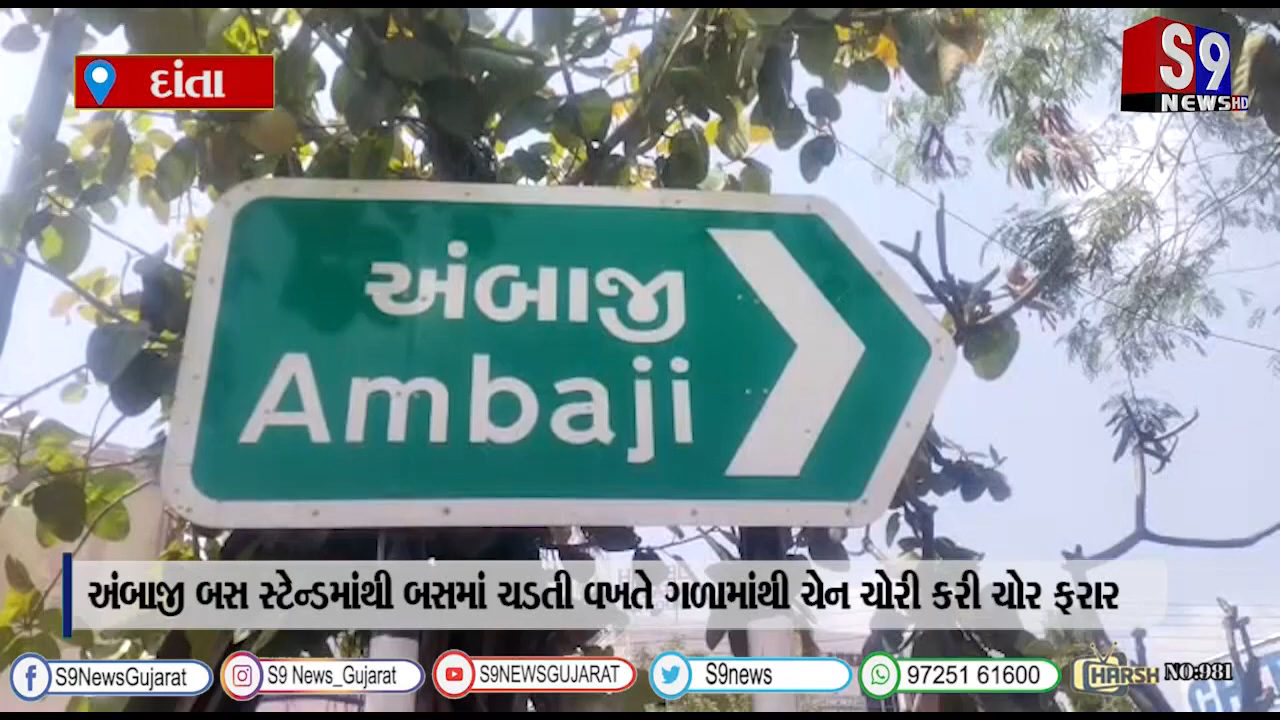 દાંતા
S9
NEWS HD
અંબાજી
Ambaji
અંબાજી બસ સ્ટેન્ડમાંથી બસમાં ચડતી વખતે ગળામાંથી ચેન ચોરી કરી ચોર ફરાર
S9NewsGujarat
S9 News_Gujarat
S9NEWSGUJARAT
S9news
97251 61600
CHARSH NO:981